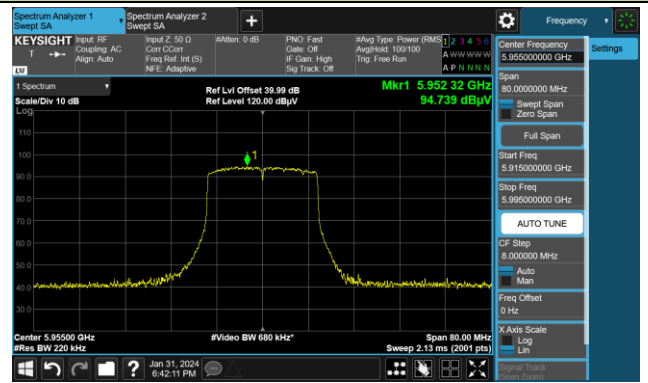 Spectrum Analyzer 1
Swept SA
Spectrum Analyzer 2
Swept SA
+
Frequency
KEYSIGHT
Input: RF
Coupling: AC
Align: Auto
Input Z: 50 Ω
Corr CCorr
Freq Ref: Int (S)
NFE: Adaptive
#Atten: 0 dB
PNO: Fast
Gate: Off
IF Gain: High
Sig Track: Off
#Avg Type: Power (RMS
Avg|Hold: 100/100
Trig: Free Run
1 2 3 4 5 6
A W W W W W
A P N N N N
LXI
1 Spectrum
Scale/Div 10 dB
Log
Ref Lvl Offset 39.99 dB
Ref Level 120.00 dBµV
Mkr1 5.952 32 GHz
94.739 dBµV
110
100
90.0
80.0
70.0
60.0
50.0
40.0
30.0
1
Center 5.95500 GHz
#Res BW 220 kHz
#Video BW 680 kHz*
Span 80.00 MHz
Sweep 2.13 ms (2001 pts)
Center Frequency
5.955000000 GHz
Settings
Span
80.0000000 MHz
Swept Span
Zero Span
Full Span
Start Freq
5.915000000 GHz
Stop Freq
5.995000000 GHz
AUTO TUNE
CF Step
8.000000 MHz
Auto
Man
Freq Offset
0 Hz
X Axis Scale
Log
Lin
Signal Track
(Span Zoom)
?
Jan 31, 2024
6:42:11 PM